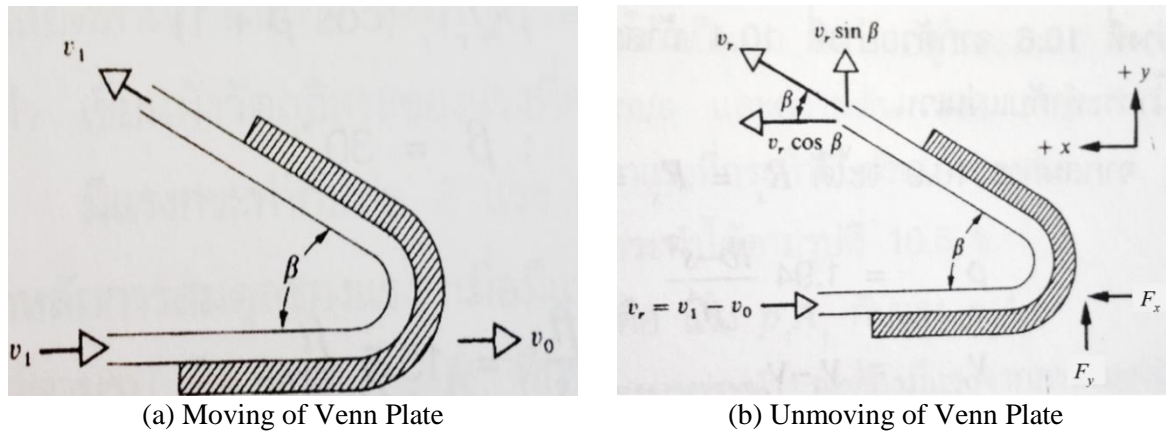 v₁
β
v₁
v₀
(a) Moving of Venn Plate
vᵣ sin β
vᵣ
β
vᵣ cos β
+ y
+ x
β
vᵣ = v₁ − v₀
Fₓ
F_y
(b) Unmoving of Venn Plate